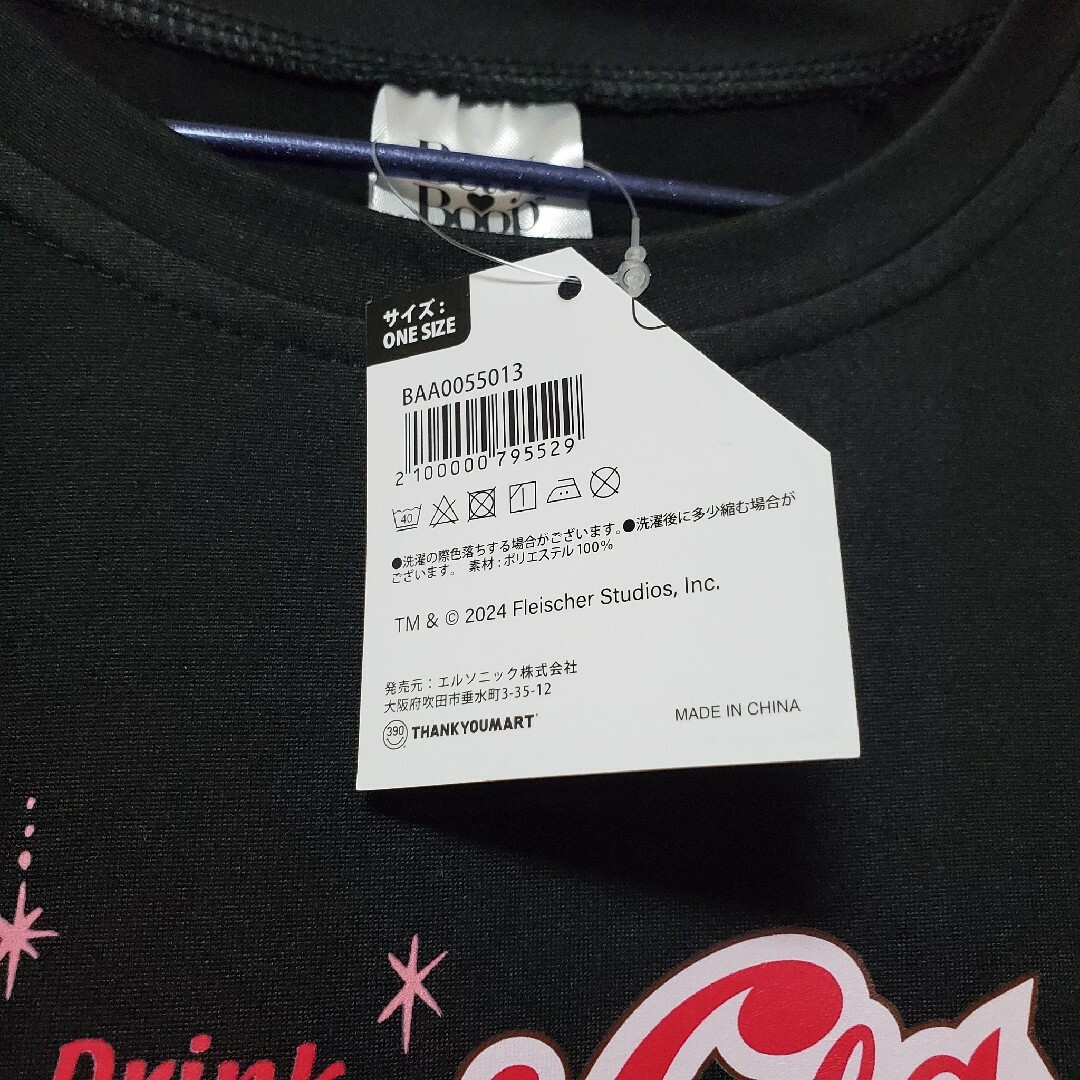 Betty
Boop
サイズ：
ONE SIZE
BAA0055013
2 100000 795529
40
●洗濯の際色落ちする場合がございます。●洗濯後に多少縮む場合が
ございます。 素材：ポリエステル100%
TM & © 2024 Fleischer Studios, Inc.
発売元：エルソニック株式会社
大阪府吹田市垂水町3-35-12
390 THANKYOUMART
MADE IN CHINA
Drink